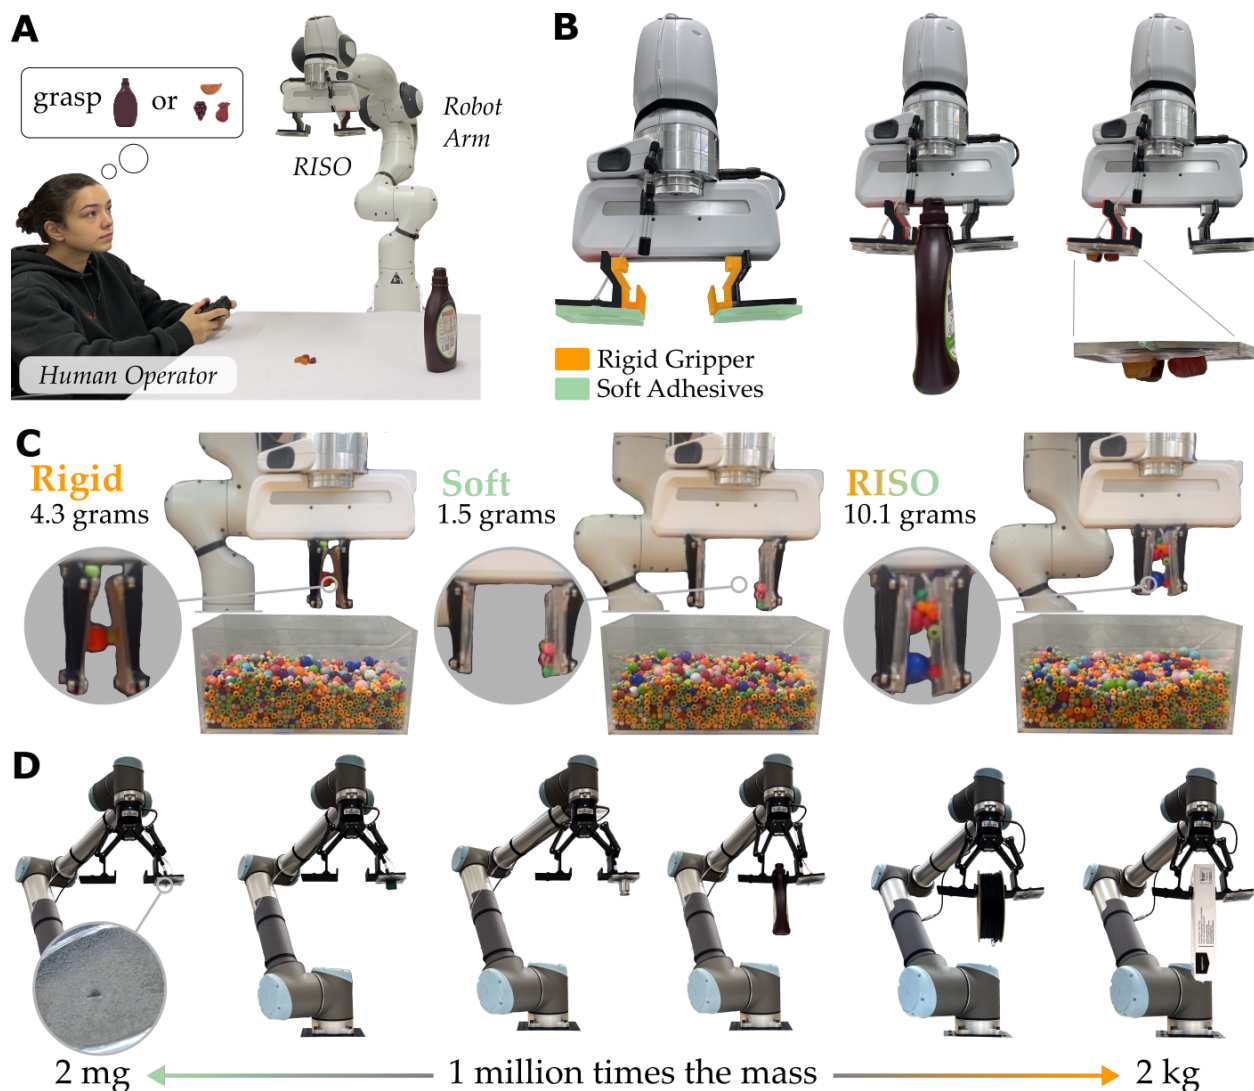 A
grasp or
RISO
Robot
Arm
Human Operator
B
Rigid Gripper
Soft Adhesives
C
Rigid
4.3 grams
Soft
1.5 grams
RISO
10.1 grams
D
2 mg
1 million times the mass
2 kg